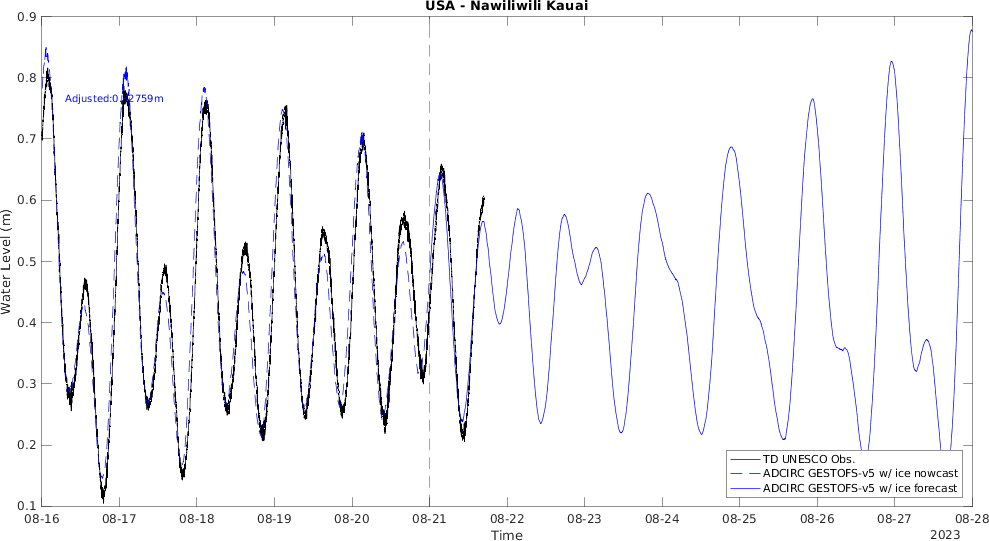 USA - Nawiliwili Kauai
0.9
0.8
0.7
0.6
0.5
0.4
0.3
0.2
0.1
Water Level (m)
TD UNESCO Obs.
ADCIRC GESTOFS-v5 w/ ice nowcast
ADCIRC GESTOFS-v5 w/ ice forecast
08-16 08-17 08-18 08-19 08-20 08-21 08-22 08-23 08-24 08-25 08-26 08-27 08-28
Time
2023